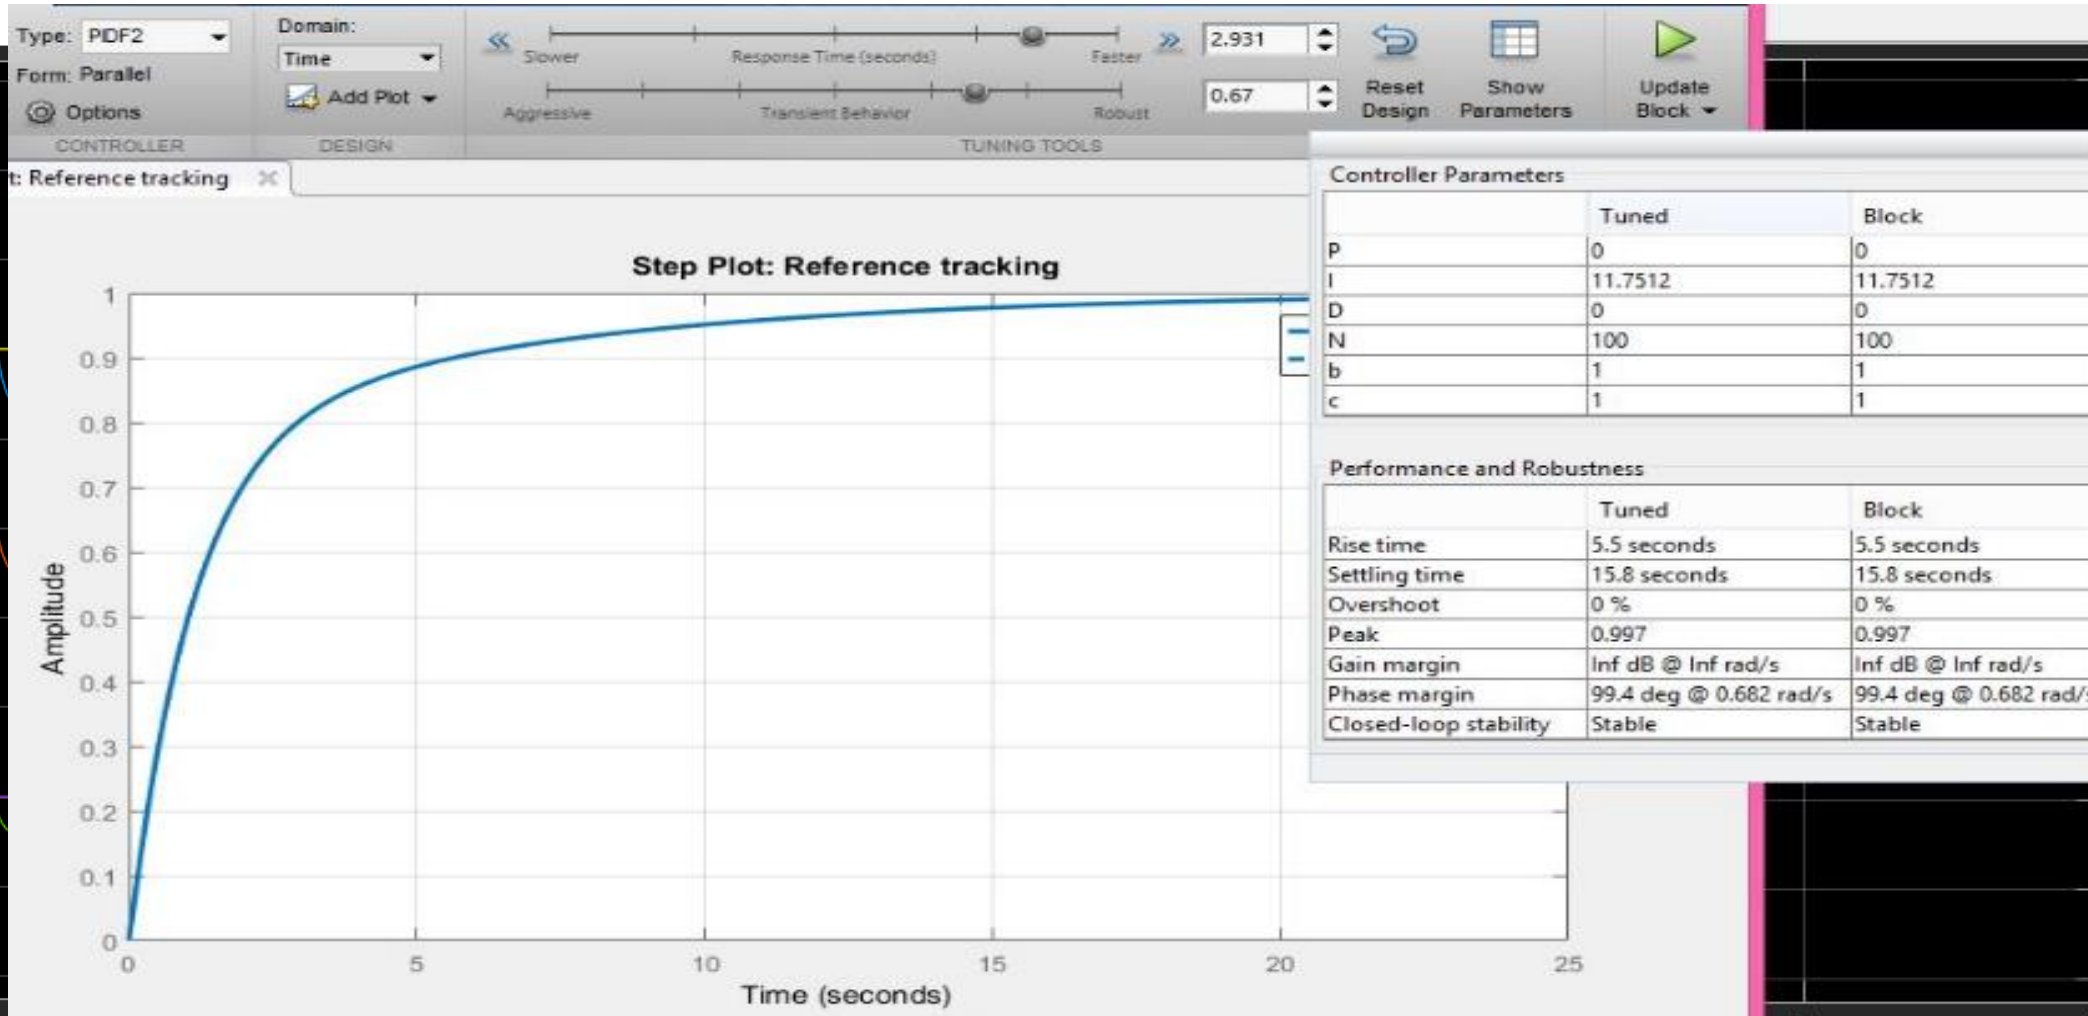 Type: PIDF2
Form: Parallel
Options
CONTROLLER
Domain:
Time
Add Plot
DESIGN
Slower Response Time (seconds) Faster 2.931
Aggressive Transient Behavior Robust 0.67
TUNING TOOLS
Reset Design
Show Parameters
Update Block
t: Reference tracking
Step Plot: Reference tracking
Amplitude
1
0.9
0.8
0.7
0.6
0.5
0.4
0.3
0.2
0.1
0
0 5 10 15 20 25
Time (seconds)
Controller Parameters
Tuned Block
P 0 0
I 11.7512 11.7512
D 0 0
N 100 100
b 1 1
c 1 1
Performance and Robustness
Tuned Block
Rise time 5.5 seconds 5.5 seconds
Settling time 15.8 seconds 15.8 seconds
Overshoot 0 % 0 %
Peak 0.997 0.997
Gain margin Inf dB @ Inf rad/s Inf dB @ Inf rad/s
Phase margin 99.4 deg @ 0.682 rad/s 99.4 deg @ 0.682 rad/
Closed-loop stability Stable Stable